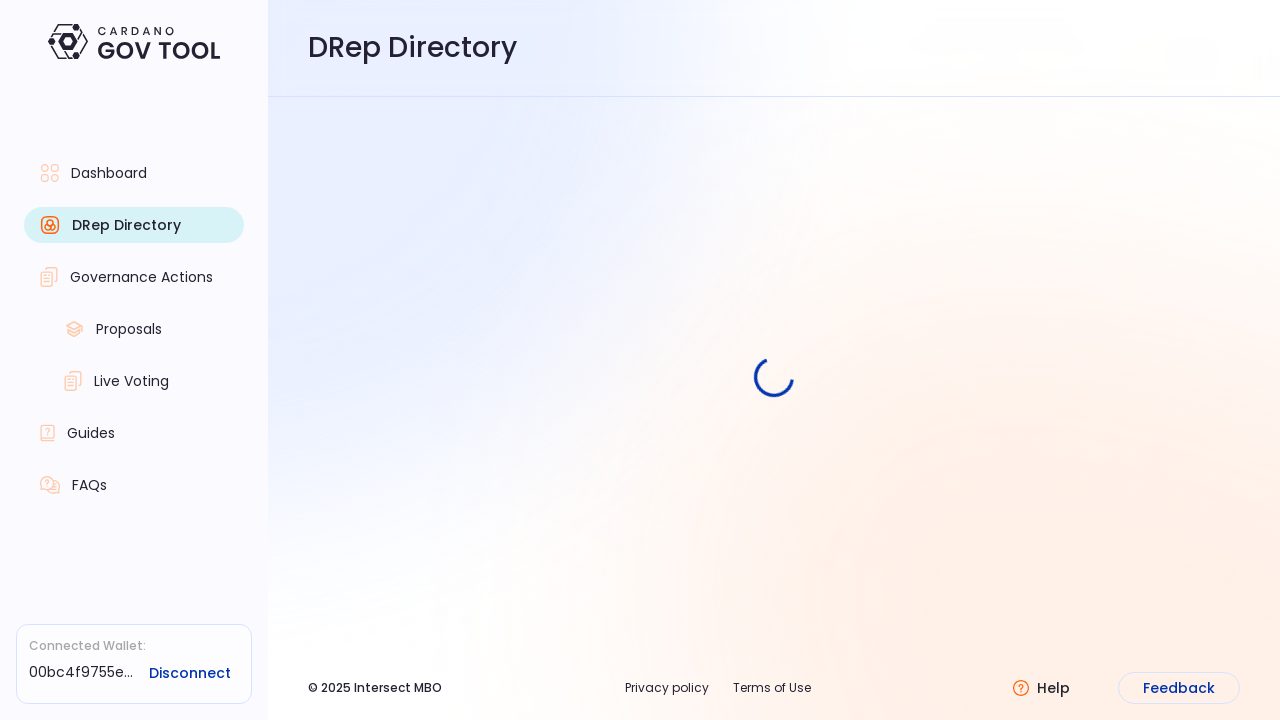 CARDANO
GOV TOOL
DRep Directory
Dashboard
DRep Directory
Governance Actions
Proposals
Live Voting
Guides
FAQs
Connected Wallet:
00bc4f9755e...
Disconnect
© 2025 Intersect MBO
Privacy policy
Terms of Use
Help
Feedback